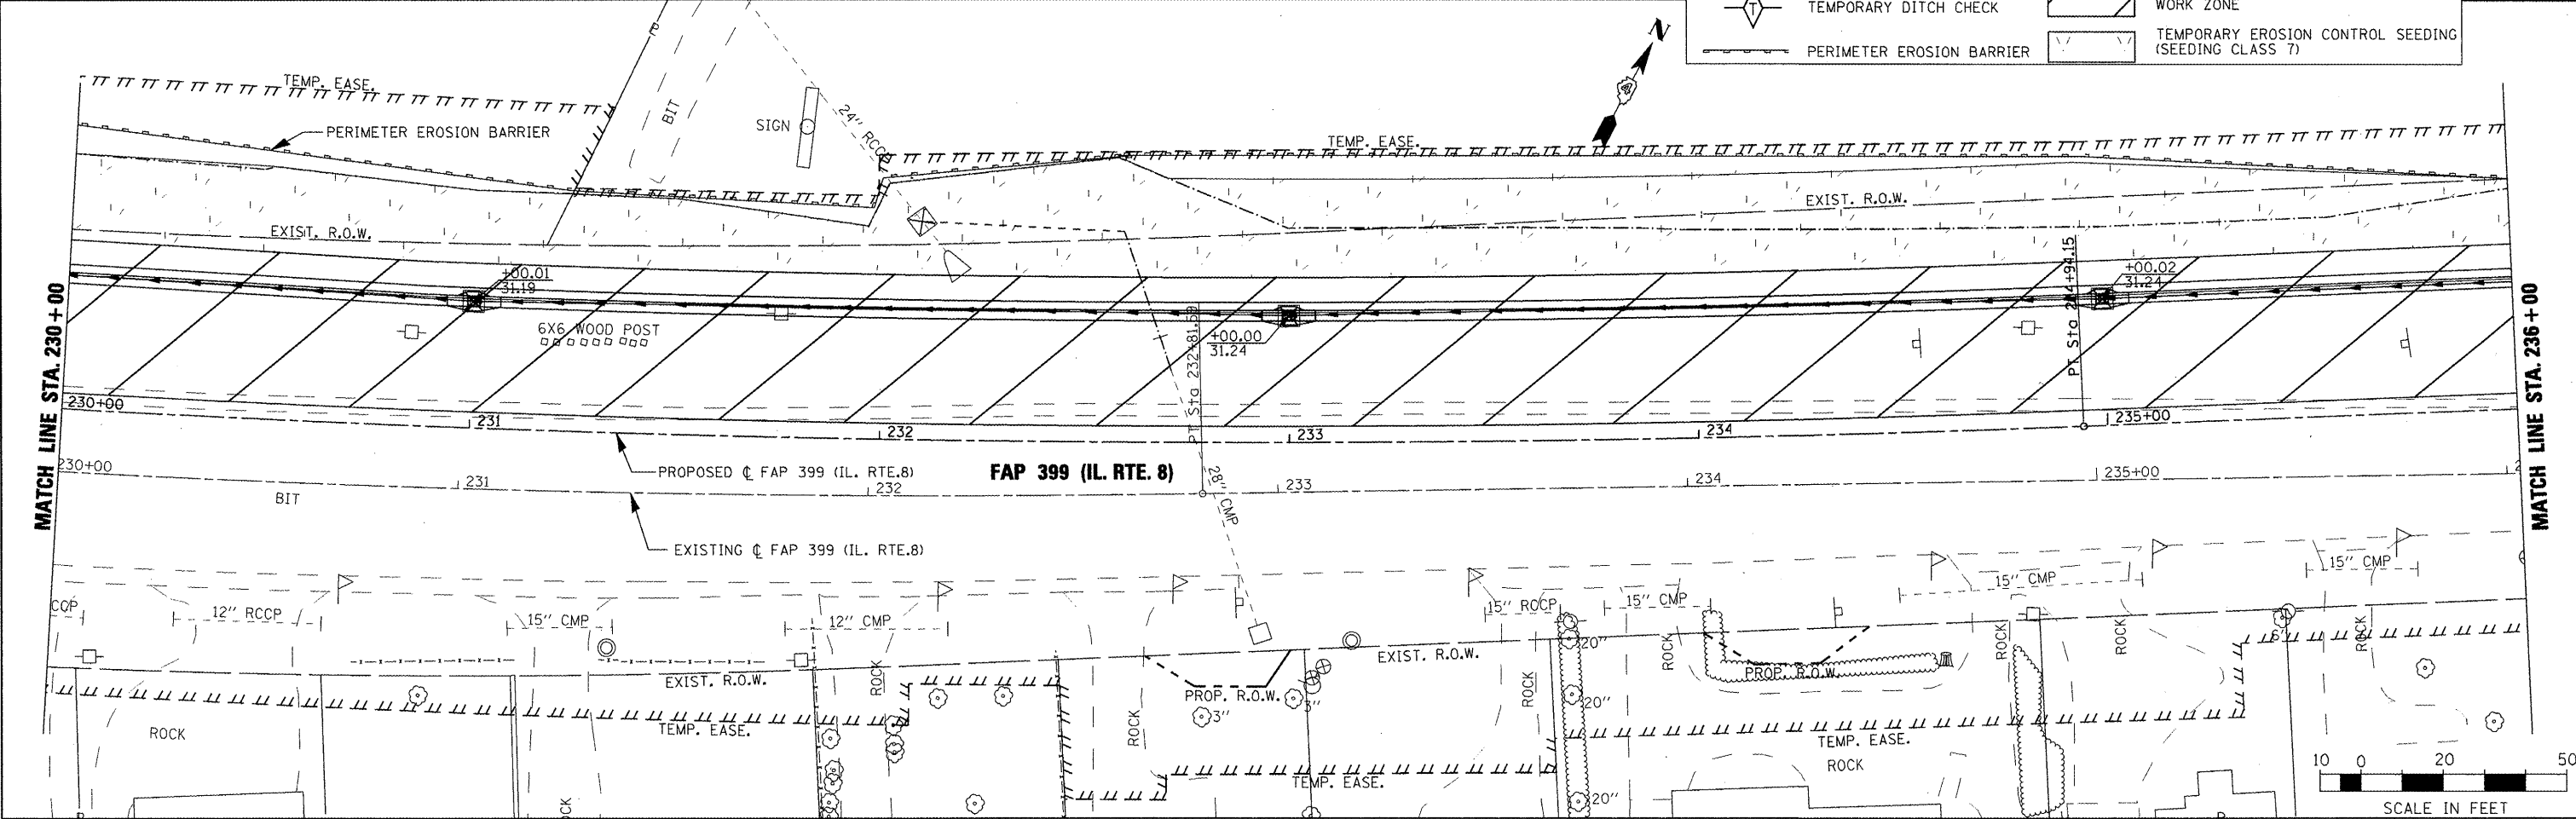 TEMPORARY DITCH CHECK
WORK ZONE
T
PERIMETER EROSION BARRIER
TEMPORARY EROSION CONTROL SEEDING
(SEEDING CLASS 7)
N
4
TEMP. EASE.
PERIMETER EROSION BARRIER
P
BIT
SIGN
24" RCCP
TEMP. EASE.
EXIST. R.O.W.
EXIST. R.O.W.
+00.01
31.19
6X6 WOOD POST
+00.00
31.24
PT Sta 232+81.59
PT Sta 234+94.15
+00.02
31.24
MATCH LINE STA. 230+00
MATCH LINE STA. 236+00
230+00
231
232
233
234
235+00
PROPOSED ℄ FAP 399 (IL. RTE.8)
FAP 399 (IL. RTE. 8)
28" CMP
230+00
231
232
233
234
235+00
BIT
EXISTING ℄ FAP 399 (IL. RTE.8)
CCP
12" RCCP
15" CMP
12" CMP
15" RCCP
15" CMP
15" CMP
15" CMP
EXIST. R.O.W.
EXIST. R.O.W.
PROP. R.O.W.
PROP. R.O.W.
ROCK
ROCK
ROCK
ROCK
ROCK
ROCK
ROCK
ROCK
20"
20"
20"
3"
3"
6"
TEMP. EASE.
TEMP. EASE.
TEMP. EASE.
ROCK
OCK
10 0 20 50
SCALE IN FEET